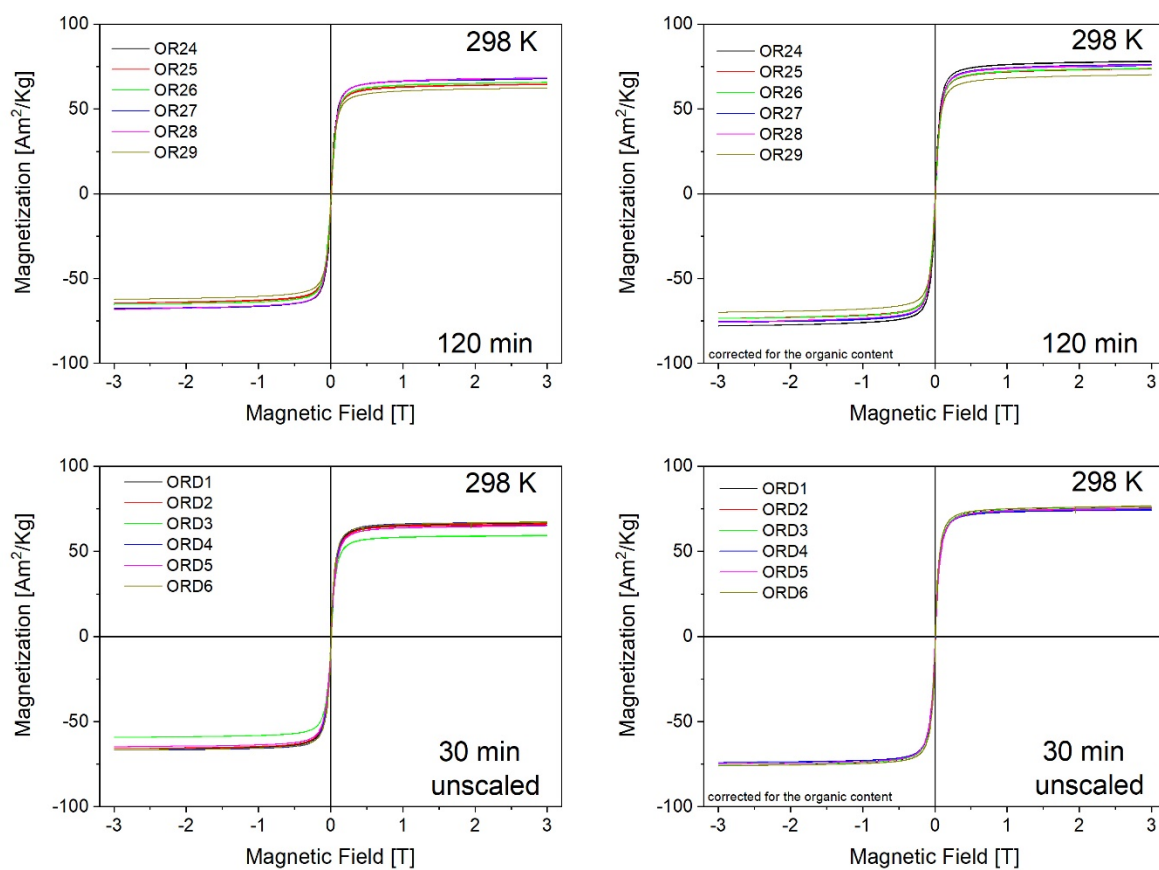 100
50
0
-50
-100
Magnetization [Am²/Kg]
OR24
OR25
OR26
OR27
OR28
OR29
298 K
120 min
-3 -2 -1 0 1 2 3
Magnetic Field [T]
100
50
0
-50
-100
Magnetization [Am²/Kg]
OR24
OR25
OR26
OR27
OR28
OR29
298 K
120 min
corrected for the organic content
-3 -2 -1 0 1 2 3
Magnetic Field [T]
100
50
0
-50
-100
Magnetization [Am²/Kg]
ORD1
ORD2
ORD3
ORD4
ORD5
ORD6
298 K
30 min
unscaled
-3 -2 -1 0 1 2 3
Magnetic Field [T]
100
50
0
-50
-100
Magnetization [Am²/Kg]
ORD1
ORD2
ORD3
ORD4
ORD5
ORD6
298 K
30 min
unscaled
corrected for the organic content
-3 -2 -1 0 1 2 3
Magnetic Field [T]